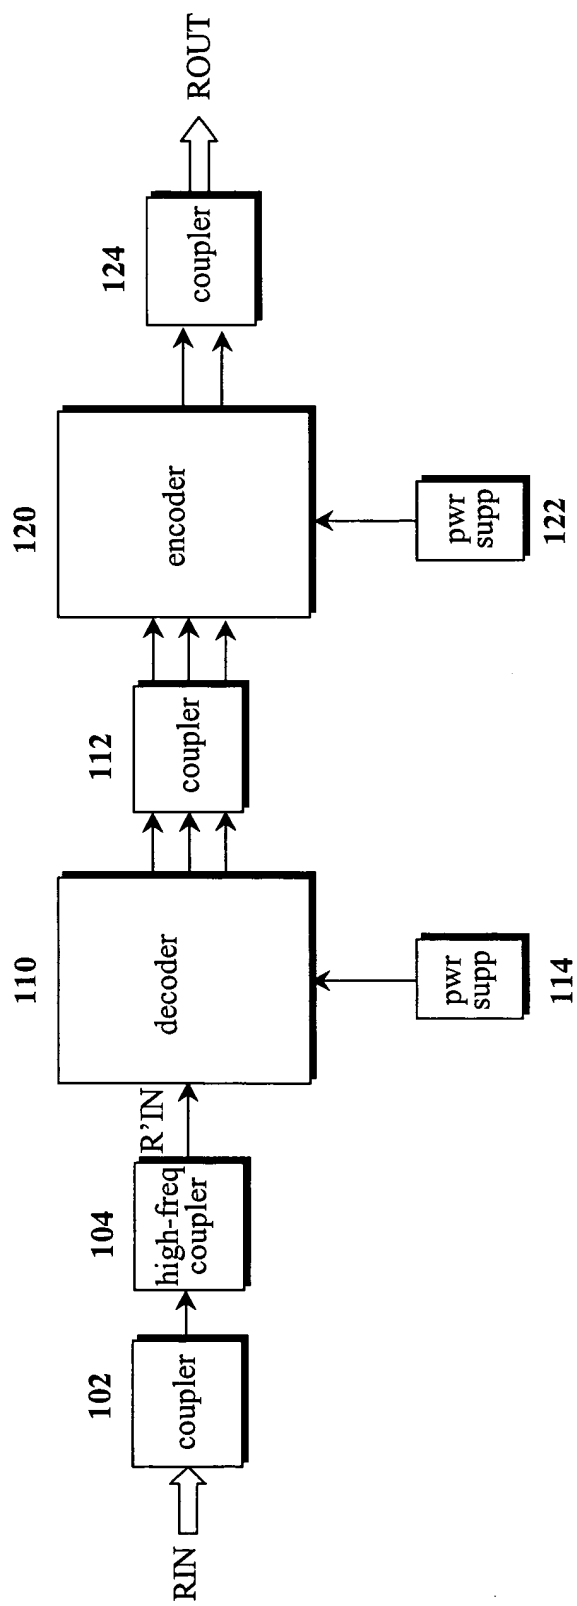 RIN
102
coupler
104
high-freq
coupler
R'IN
110
decoder
114
pwr
supp
112
coupler
120
encoder
122
pwr
supp
124
coupler
ROUT